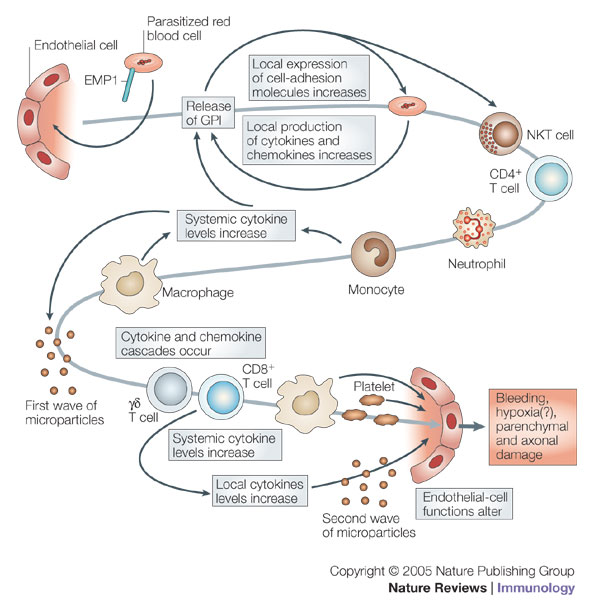 Parasitized red
blood cell
Endothelial cell
EMP1
Local expression
of cell-adhesion
molecules increases
Release
of GPI
Local production
of cytokines and
chemokines increases
NKT cell
CD4+
T cell
Systemic cytokine
levels increase
Neutrophil
Macrophage
Monocyte
Cytokine and chemokine
cascades occur
CD8+
T cell
Platelet
First wave of
microparticles
γδ
T cell
Bleeding,
hypoxia(?),
parenchymal
and axonal
damage
Systemic cytokine
levels increase
Local cytokines
levels increase
Endothelial-cell
functions alter
Second wave
of microparticles
Copyright © 2005 Nature Publishing Group
Nature Reviews | Immunology